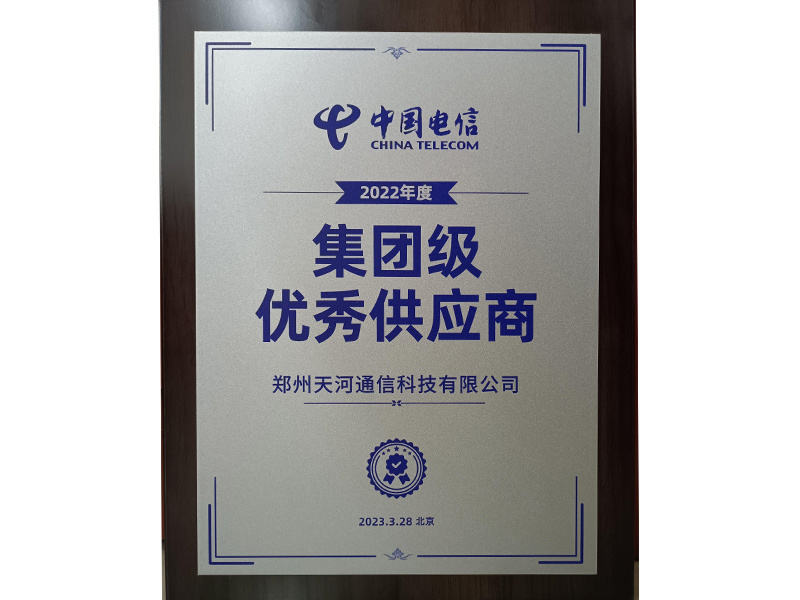 中国电信
CHINA TELECOM
2022年度
集团级
优秀供应商
郑州天河通信科技有限公司
2023.3.28 北京